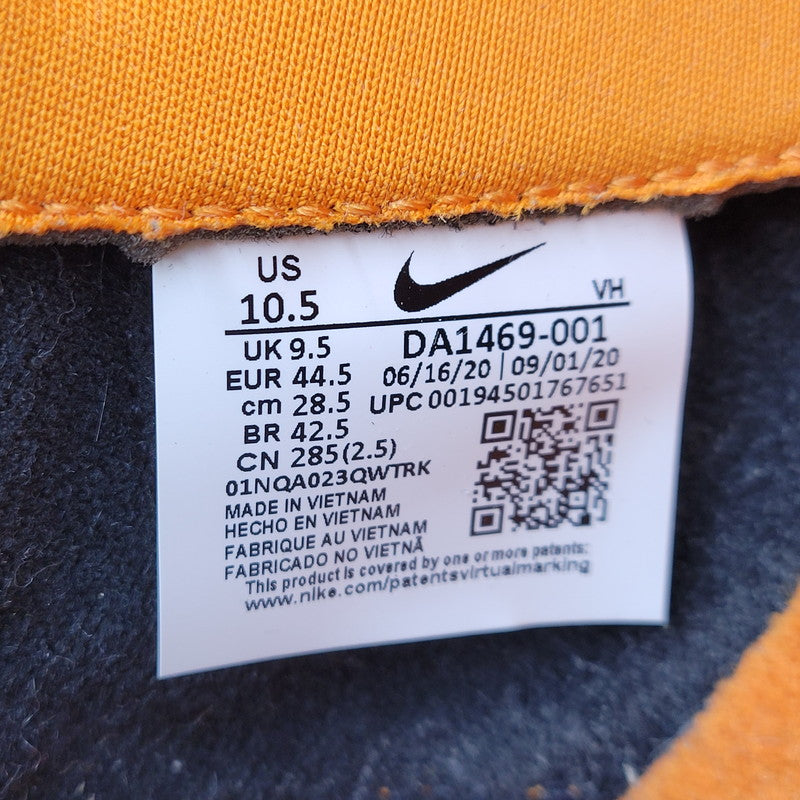 US
10.5
VH
UK 9.5
DA1469-001
EUR 44.5
06/16/20 | 09/01/20
cm 28.5
UPC 00194501767651
BR 42.5
CN 285(2.5)
01NQA023QWTRK
MADE IN VIETNAM
HECHO EN VIETNAM
FABRIQUE AU VIETNAM
FABRICADO NO VIETNÃ
This product is covered by one or more patents:
www.nike.com/patentsvirtualmarking